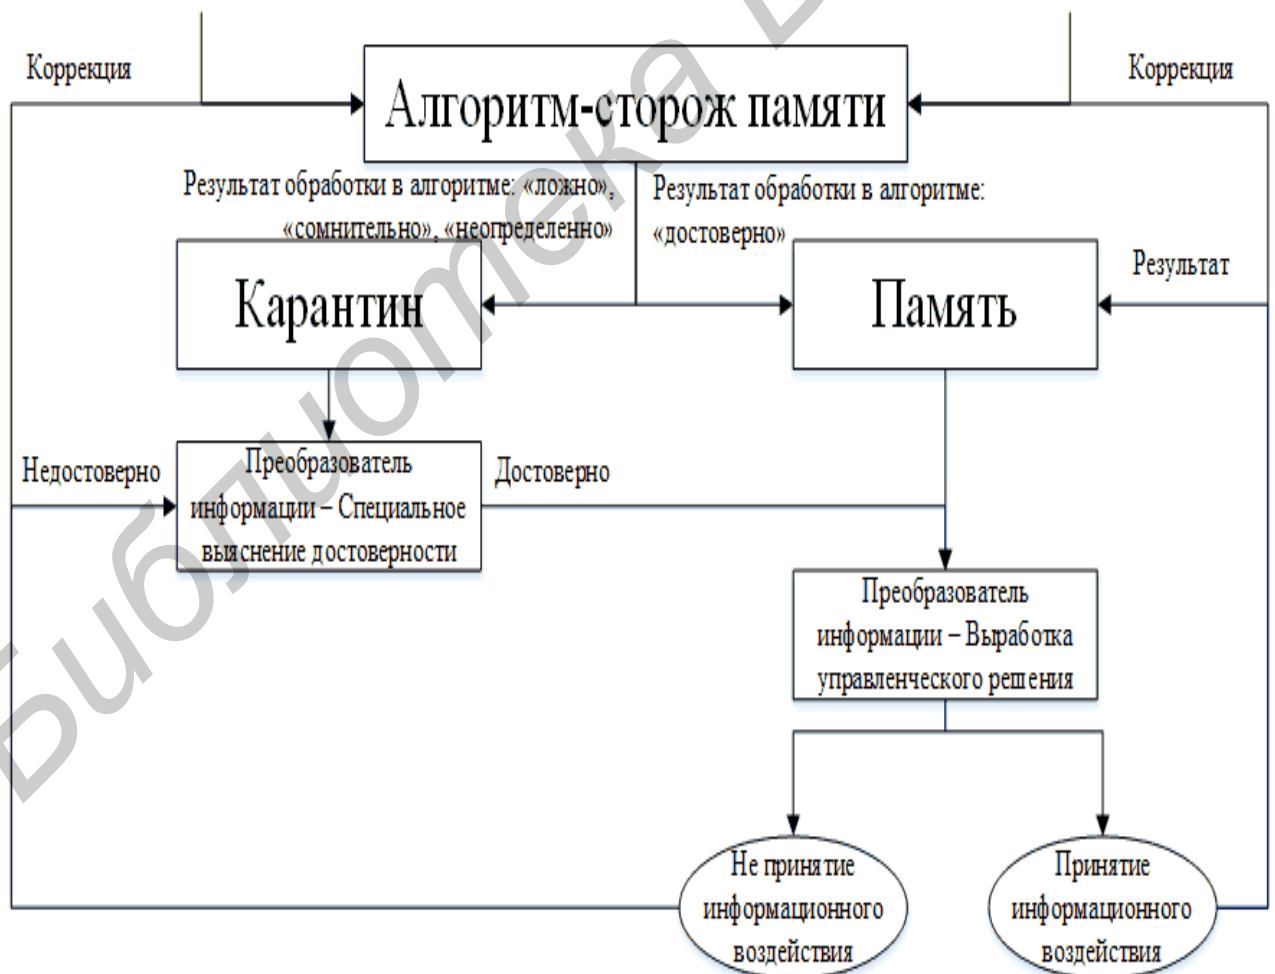 Коррекция
Коррекция
Алгоритм-сторож памяти
Результат обработки в алгоритме: «ложно»,
«сомнительно», «неопределенно»
Результат обработки в алгоритме:
«достоверно»
Результат
Карантин
Память
Недостоверно
Преобразователь
информации – Специальное
выяснение достоверности
Достоверно
Преобразователь
информации – Выработка
управленческого решения
Не принятие
информационного
воздействия
Принятие
информационного
воздействия
Библиотека